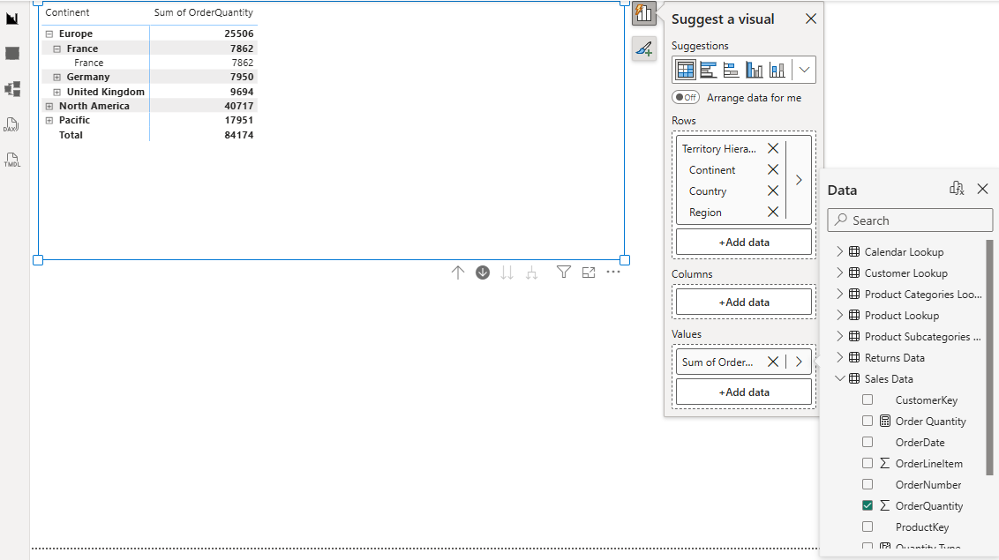 Continent Sum of OrderQuantity
Europe 25506
France 7862
France 7862
Germany 7950
United Kingdom 9694
North America 40717
Pacific 17951
Total 84174
DAX
TMDL
Suggest a visual
Suggestions
Off Arrange data for me
Rows
Territory Hiera...
Continent
Country
Region
+Add data
Columns
+Add data
Values
Sum of Order...
+Add data
Data
Search
Calendar Lookup
Customer Lookup
Product Categories Loo...
Product Lookup
Product Subcategories ...
Returns Data
Sales Data
CustomerKey
Order Quantity
OrderDate
OrderLineItem
OrderNumber
OrderQuantity
ProductKey
Quantity Type